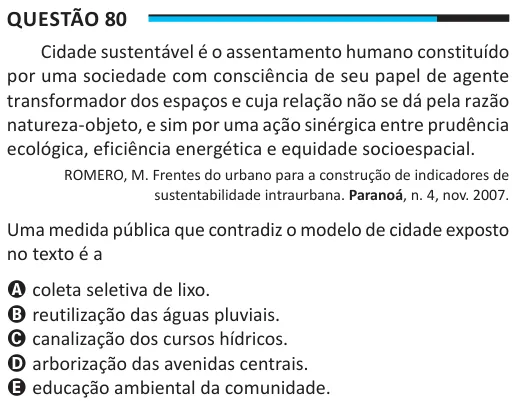 QUESTÃO 80
Cidade sustentável é o assentamento humano constituído
por uma sociedade com consciência de seu papel de agente
transformador dos espaços e cuja relação não se dá pela razão
natureza-objeto, e sim por uma ação sinérgica entre prudência
ecológica, eficiência energética e equidade socioespacial.
ROMERO, M. Frentes do urbano para a construção de indicadores de
sustentabilidade intraurbana. Paranoá, n. 4, nov. 2007.
Uma medida pública que contradiz o modelo de cidade exposto
no texto é a
A coleta seletiva de lixo.
B reutilização das águas pluviais.
C canalização dos cursos hídricos.
D arborização das avenidas centrais.
E educação ambiental da comunidade.